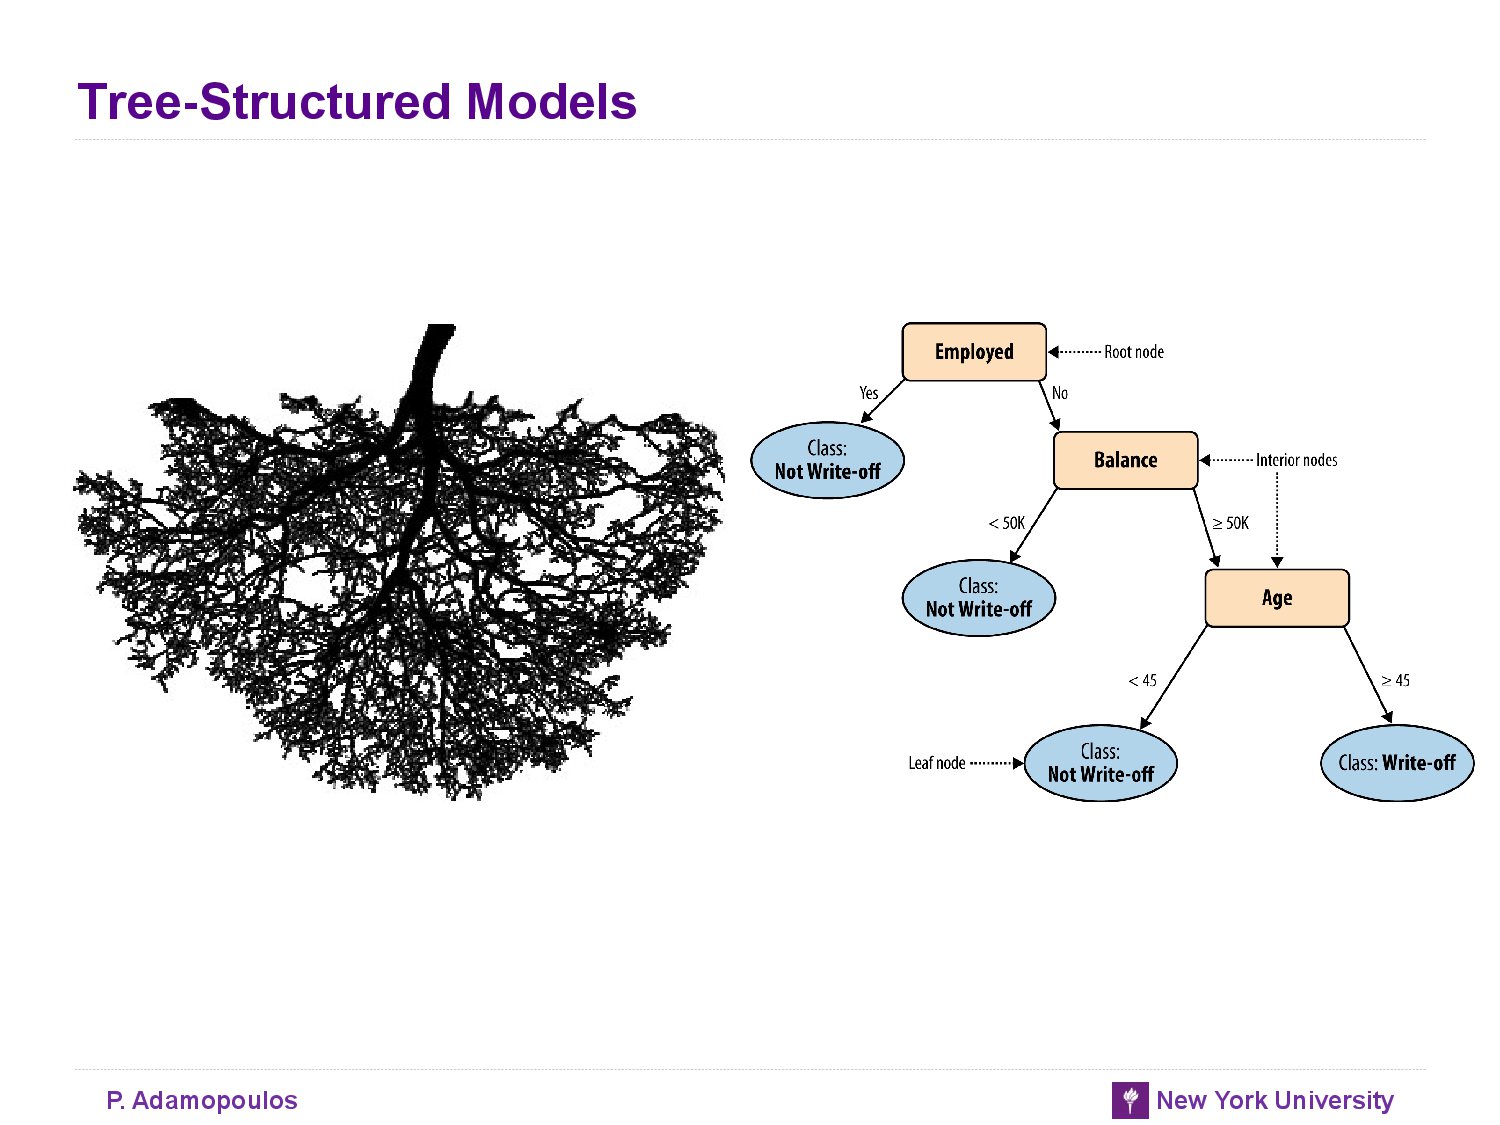 Tree-Structured Models
Employed
Root node
Yes
No
Class:
Not Write-off
Balance
Interior nodes
< 50K
≥ 50K
Class:
Not Write-off
Age
< 45
≥ 45
Leaf node
Class:
Not Write-off
Class: Write-off
P. Adamopoulos
New York University